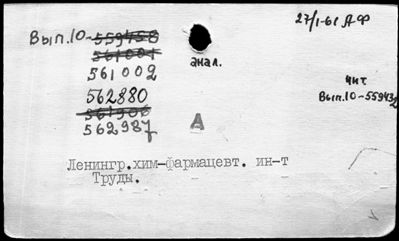 27/I-61 АФ
Вып.10-559458
561001
561002
анал.
562880
561906
562987
чит
Вып.10-559432
А
Ленингр.хим-фармацевт. ин-т
Труды.